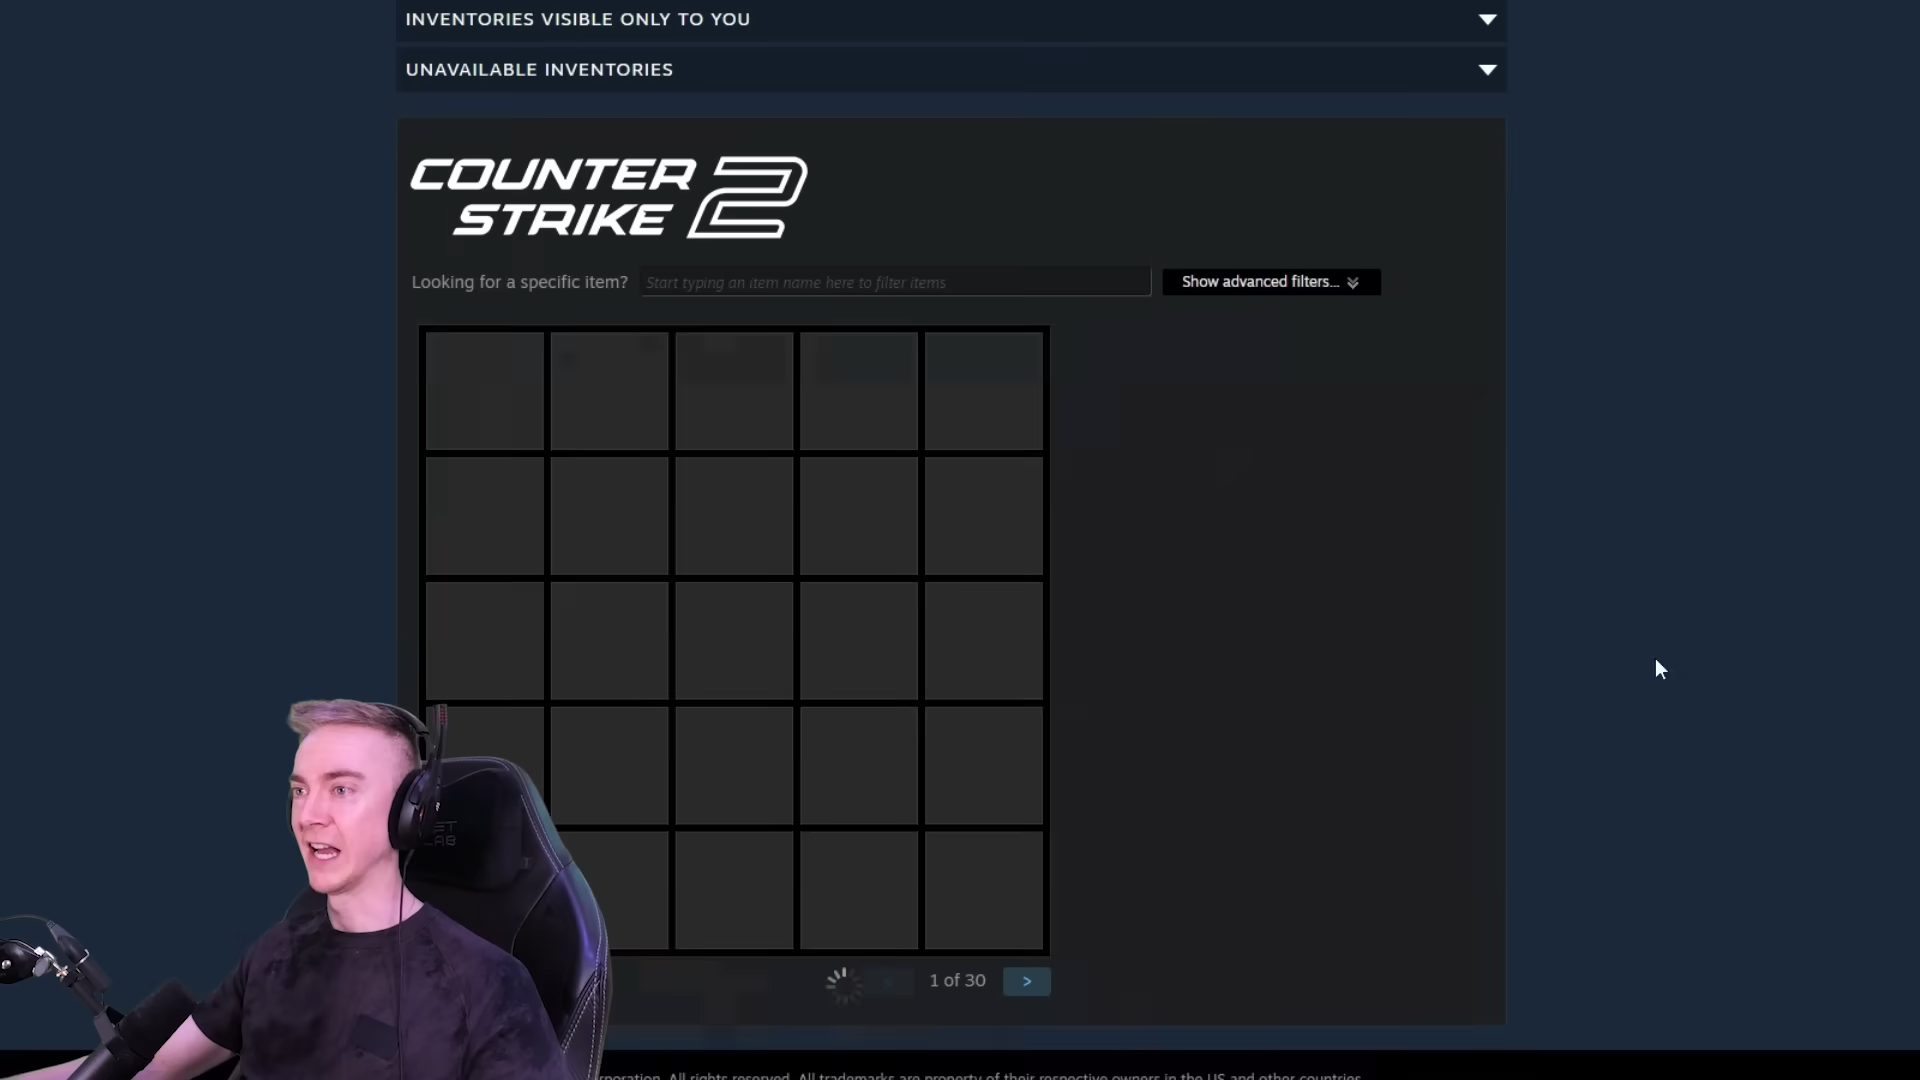 INVENTORIES VISIBLE ONLY TO YOU
UNAVAILABLE INVENTORIES
COUNTER
STRIKE 2
Looking for a specific item? Start typing an item name here to filter items Show advanced filters...
1 of 30 >
All rights reserved. All trademarks are property of their respective owners in the US and other countries.